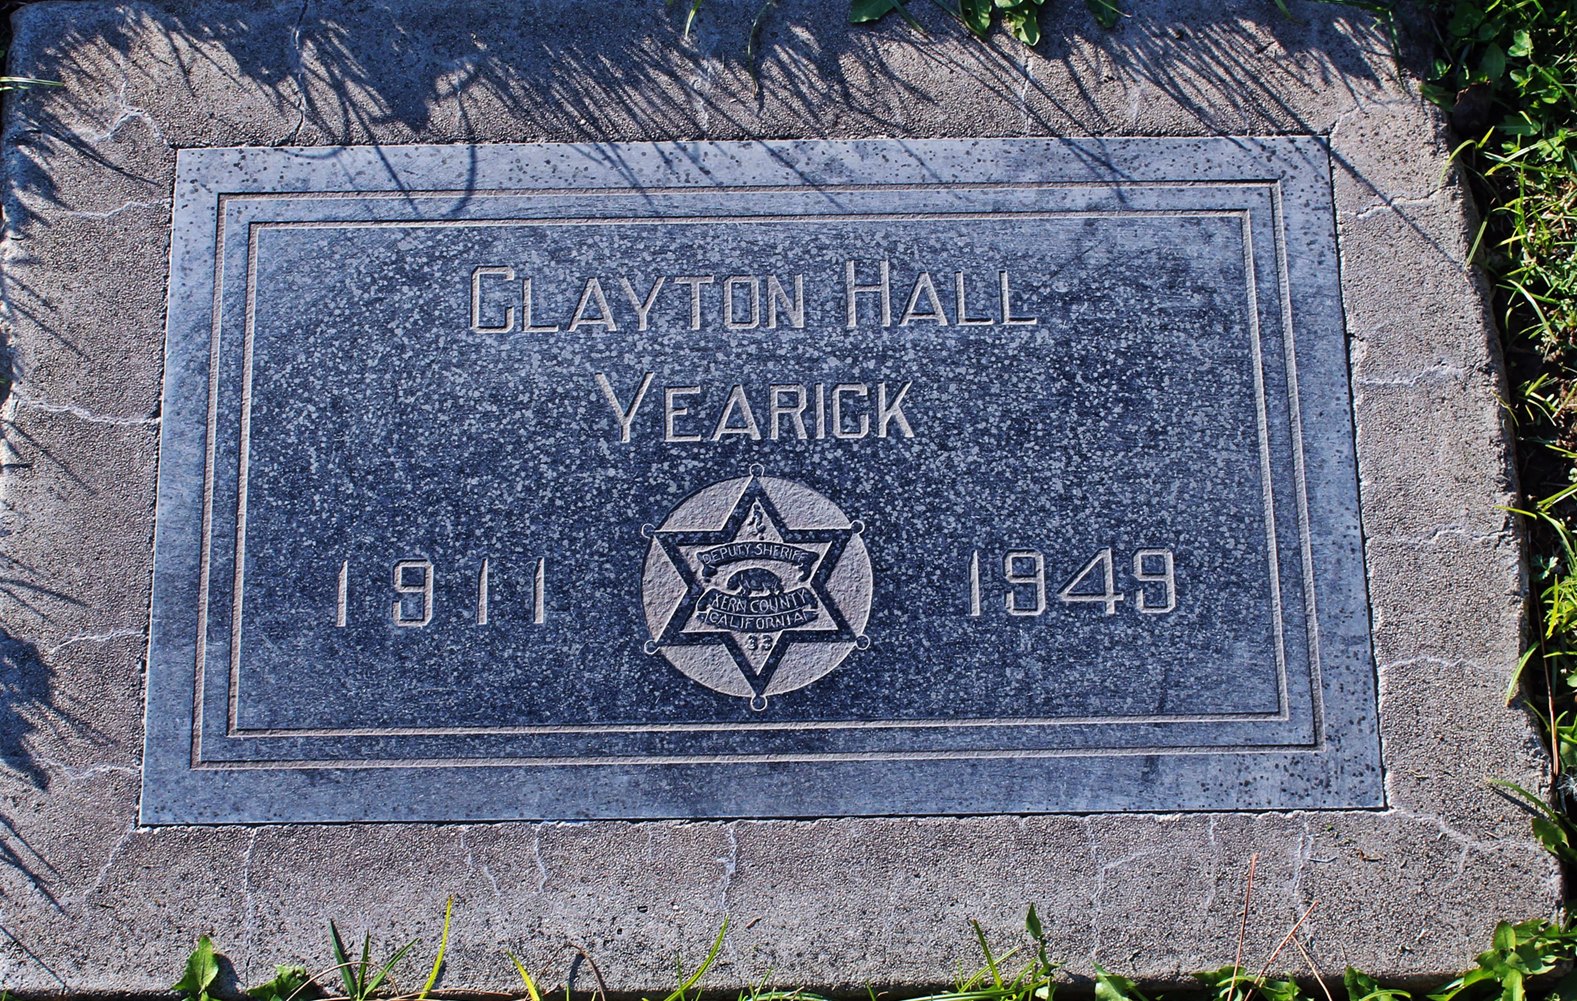 CLAYTON HALL
YEARICK
1911
DEPUTY SHERIFF
KERN COUNTY
CALIFORNIA
33
1949